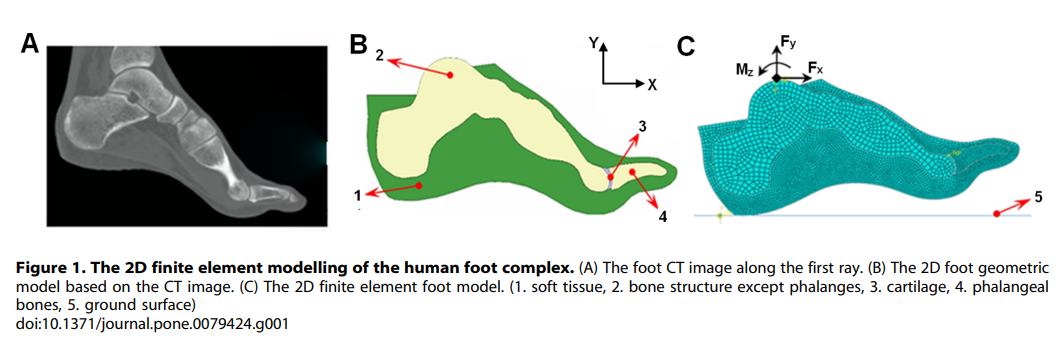 A
B
C
2
Y
X
3
1
4
Fy
Mz
Fx
5
Figure 1. The 2D finite element modelling of the human foot complex. (A) The foot CT image along the first ray. (B) The 2D foot geometric
model based on the CT image. (C) The 2D finite element foot model. (1. soft tissue, 2. bone structure except phalanges, 3. cartilage, 4. phalangeal
bones, 5. ground surface)
doi:10.1371/journal.pone.0079424.g001